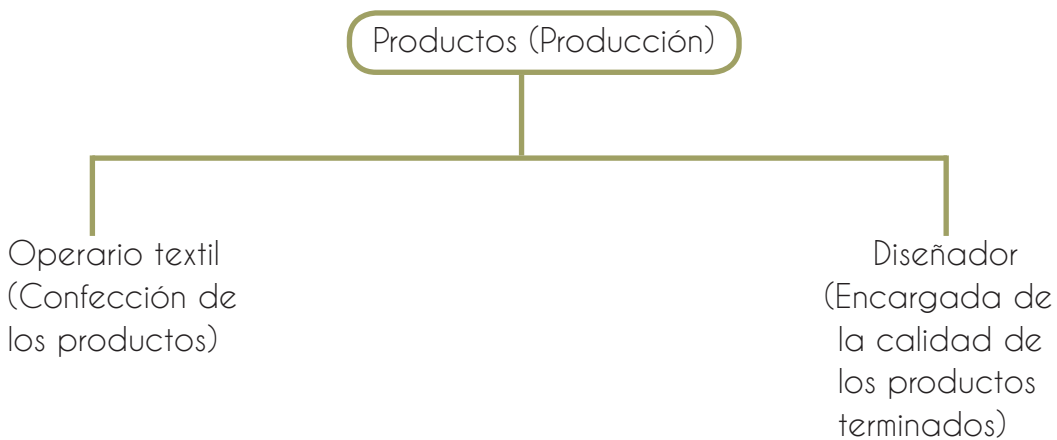 Productos (Producción)
Operario textil
(Confección de
los productos)
Diseñador
(Encargada de
la calidad de
los productos
terminados)